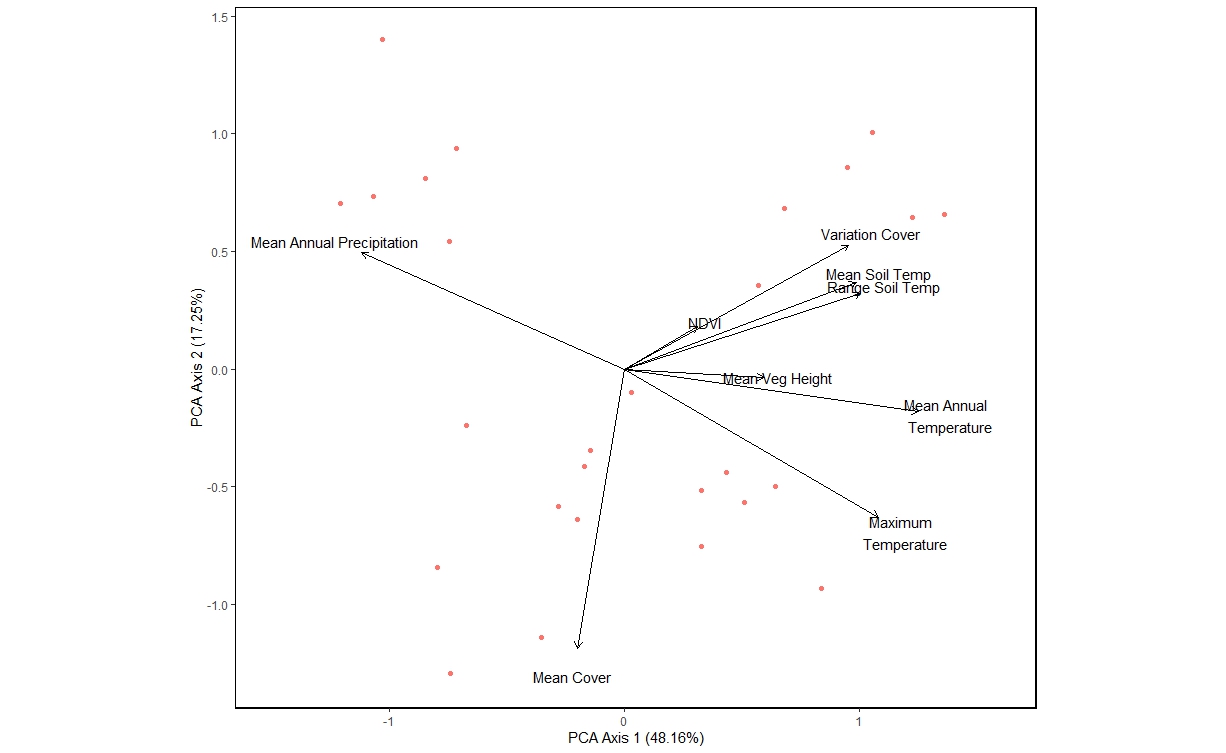 1.5
1.0
0.5
0.0
-0.5
-1.0
PCA Axis 2 (17.25%)
Mean Annual Precipitation
Variation Cover
Mean Soil Temp
Range Soil Temp
NDVI
Mean Veg Height
Mean Annual
Temperature
Maximum
Temperature
Mean Cover
-1
0
1
PCA Axis 1 (48.16%)